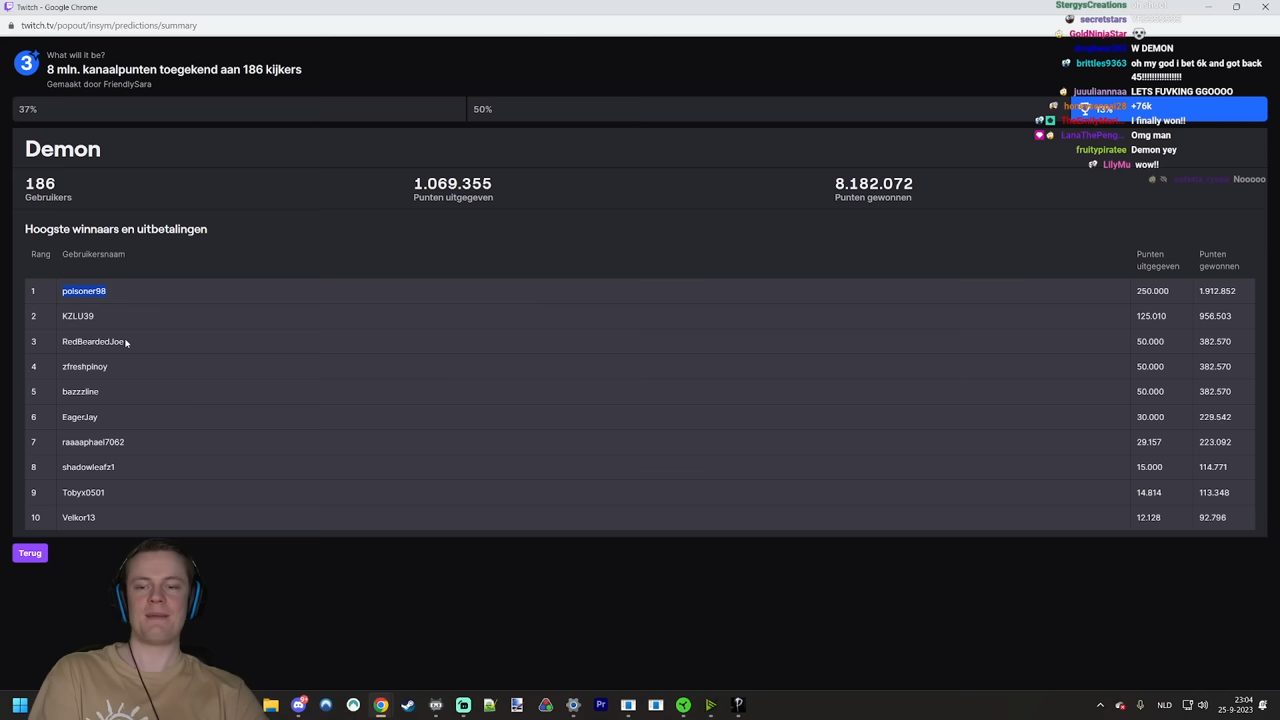 Twitch - Google Chrome
twitch.tv/popout/insym/predictions/summary
3
What will it be?
8 mln. kanaalpunten toegekend aan 186 kijkers
Gemaakt door FriendlySara
37%
50%
13%
Demon
186
Gebruikers
1.069.355
Punten uitgegeven
8.182.072
Punten gewonnen
Hoogste winnaars en uitbetalingen
Rang Gebruikersnaam Punten uitgegeven Punten gewonnen
1 poisoner98 250.000 1.912.852
2 KZLU39 125.010 956.503
3 RedBeardedJoe 50.000 382.570
4 zfreshpinoy 50.000 382.570
5 bazzzline 50.000 382.570
6 EagerJay 30.000 229.542
7 raaaaphael7062 29.157 223.092
8 shadowleafz1 15.000 114.771
9 Tobyx0501 14.814 113.348
10 Velkor13 12.128 92.796
Terug
StergysCreations
secretstars
GoldNinjaStar
W DEMON
brittles9363 oh my god i bet 6k and got back
45!!!!!!!!!!!!!!!!
juuuliannnaa LETS FUVKING GGOOOO
+76k
I finally won!!
LanaThePeng... Omg man
fruitypiratee Demon yey
LilyMu wow!!
Nooooo
NLD
23:04
25-9-2023